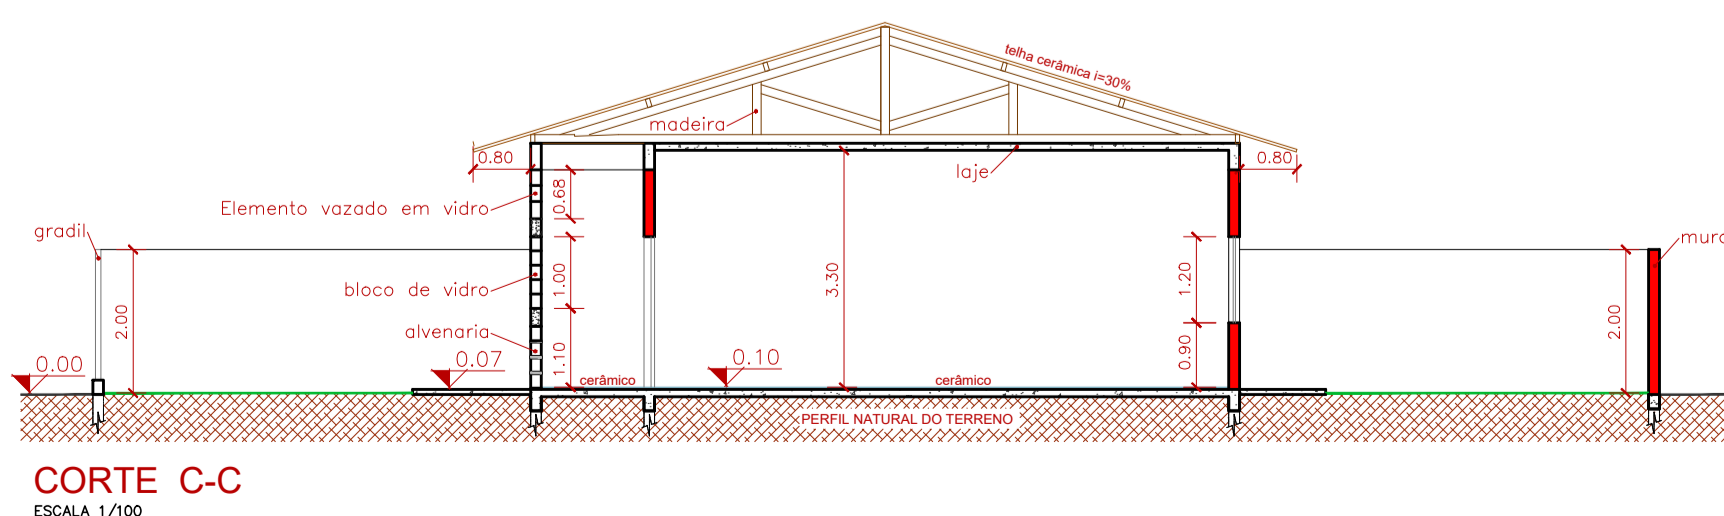 telha cerâmica i=30%
madeira
0.80
0.80
laje
Elemento vazado em vidro
0.68
gradil
muro
bloco de vidro
1.00
3.30
1.20
2.00
2.00
alvenaria
0.00
0.07
1.10
0.10
0.90
cerâmico
cerâmico
PERFIL NATURAL DO TERRENO
CORTE C-C
ESCALA 1/100